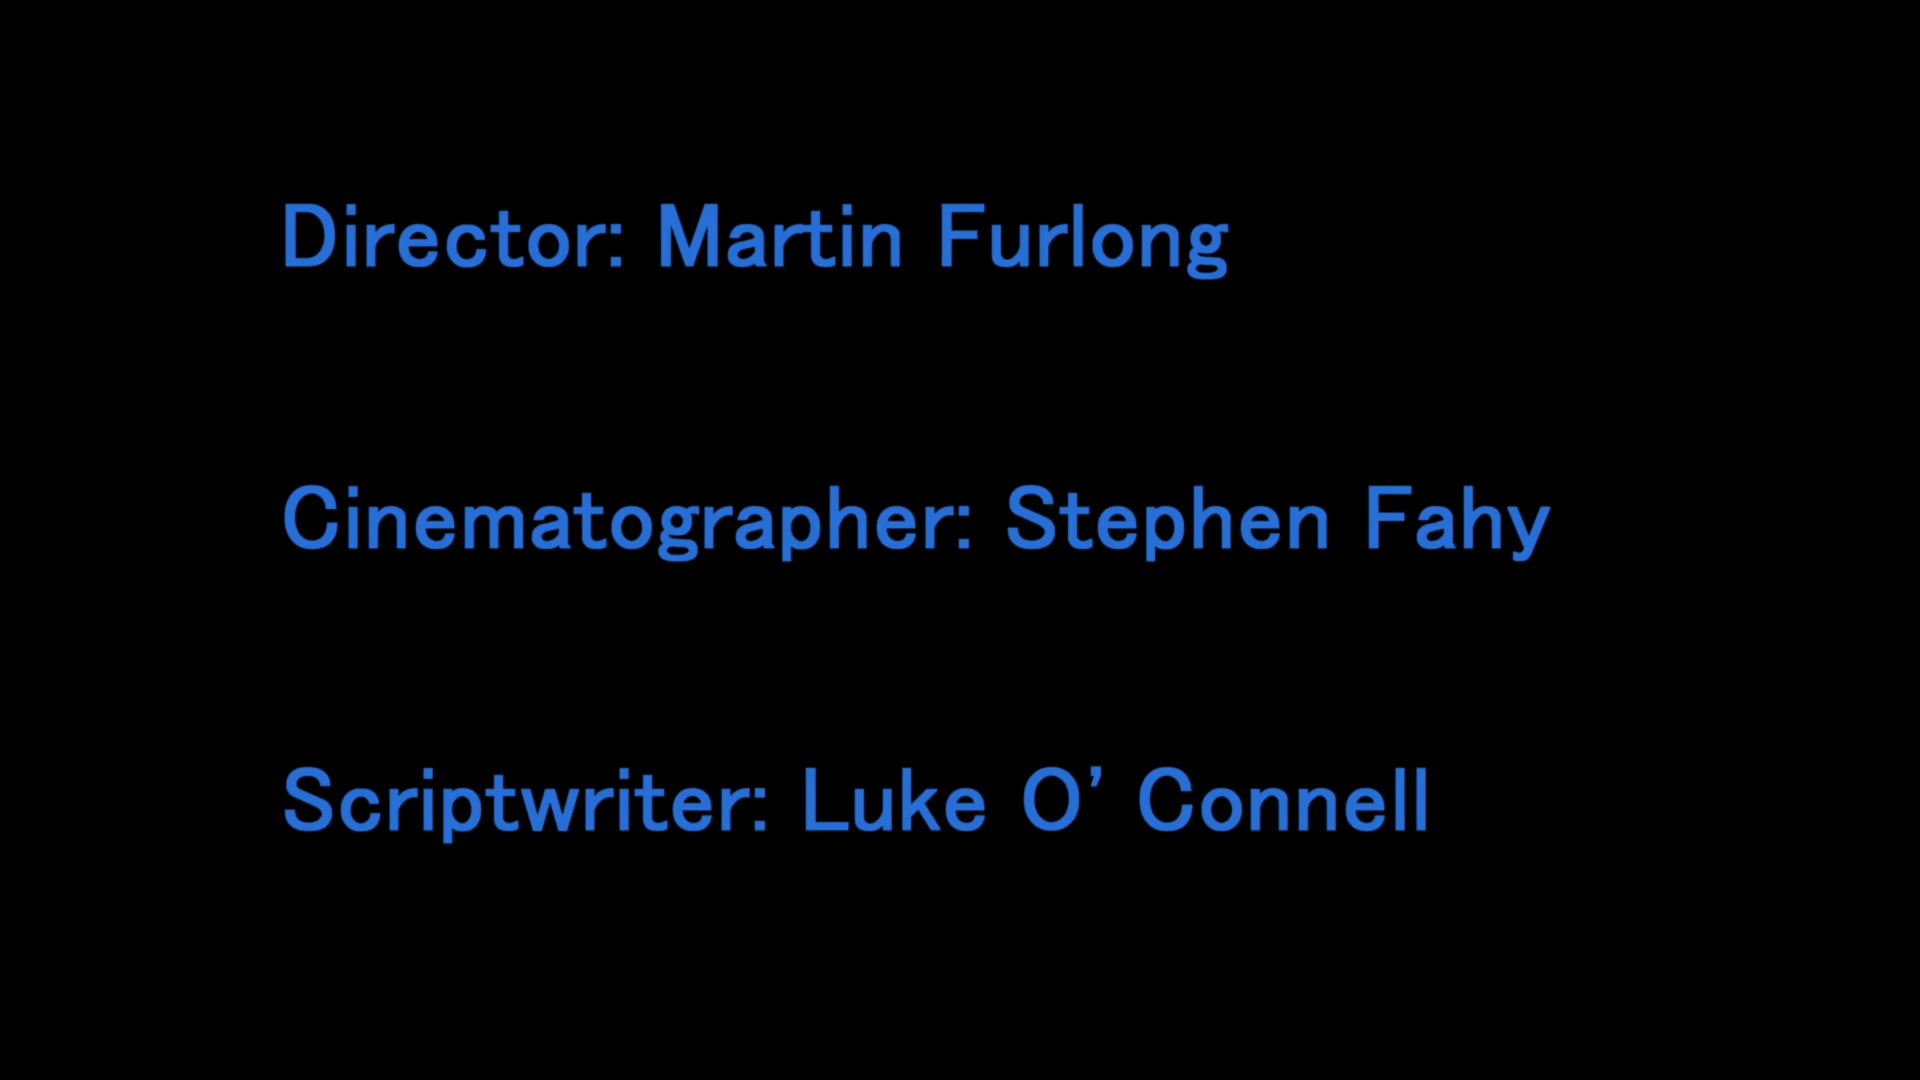 Director: Martin Furlong
Cinematographer: Stephen Fahy
Scriptwriter: Luke O’ Connell